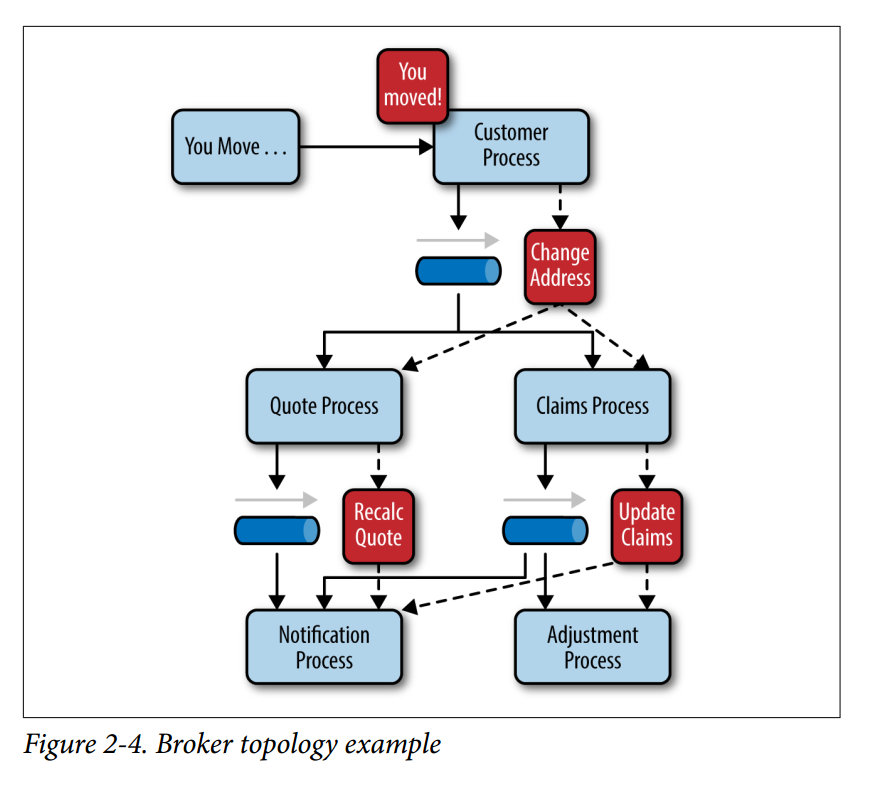 You
moved!
You Move . . .
Customer
Process
Change
Address
Quote Process
Claims Process
Recalc
Quote
Update
Claims
Notification
Process
Adjustment
Process
Figure 2-4. Broker topology example